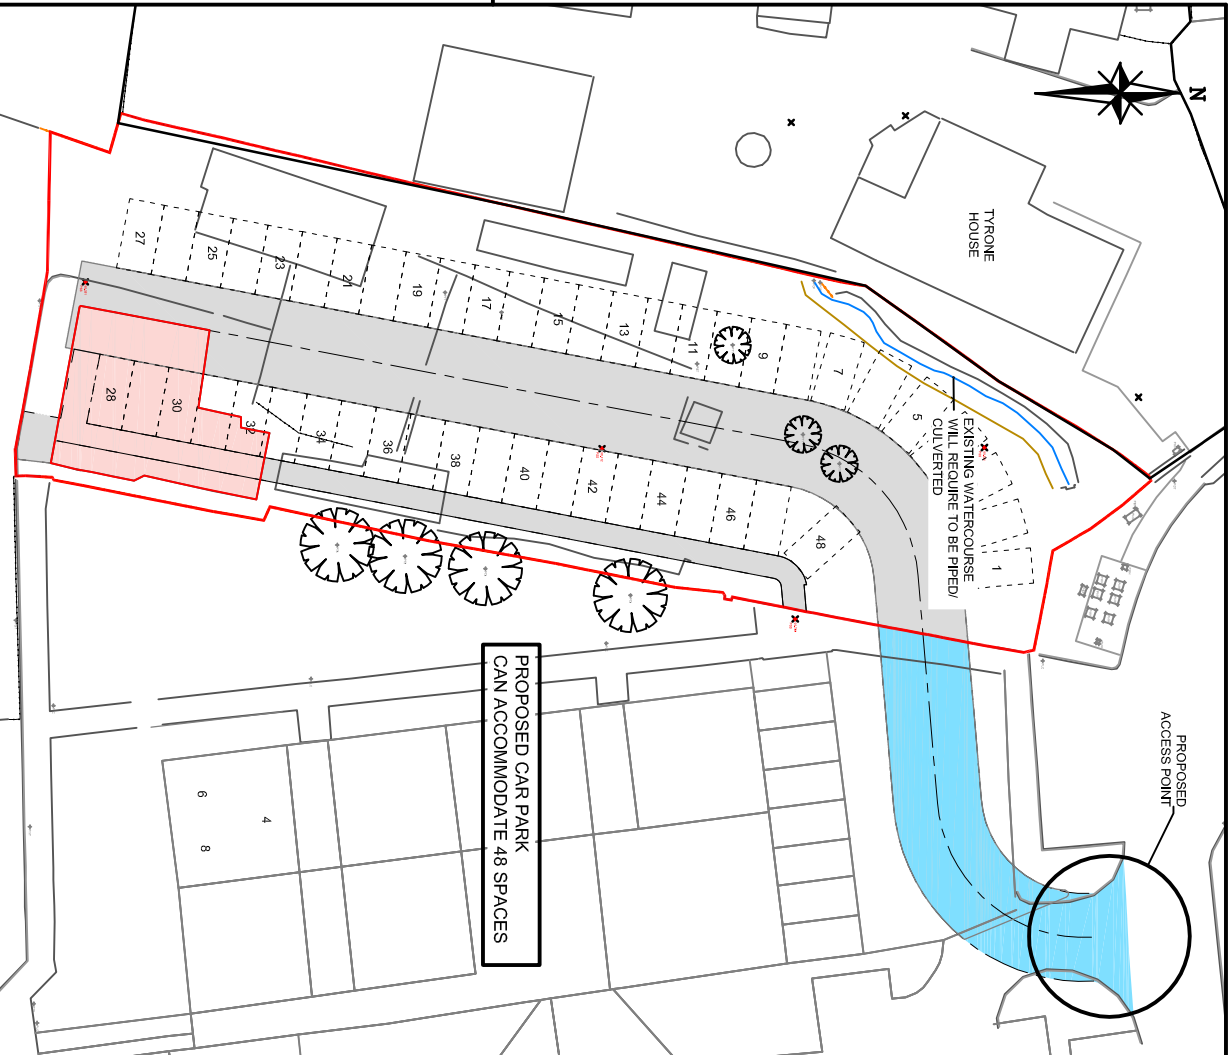 N
TYRONE
HOUSE
EXISTING WATERCOURSE
WILL REQUIRE TO BE PIPED/
CULVERTED
PROPOSED
ACCESS POINT
PROPOSED CAR PARK
CAN ACCOMMODATE 48 SPACES
1
5
7
9
11
13
15
17
19
21
23
25
27
28
30
32
34
36
38
40
42
44
46
48
6
4
8